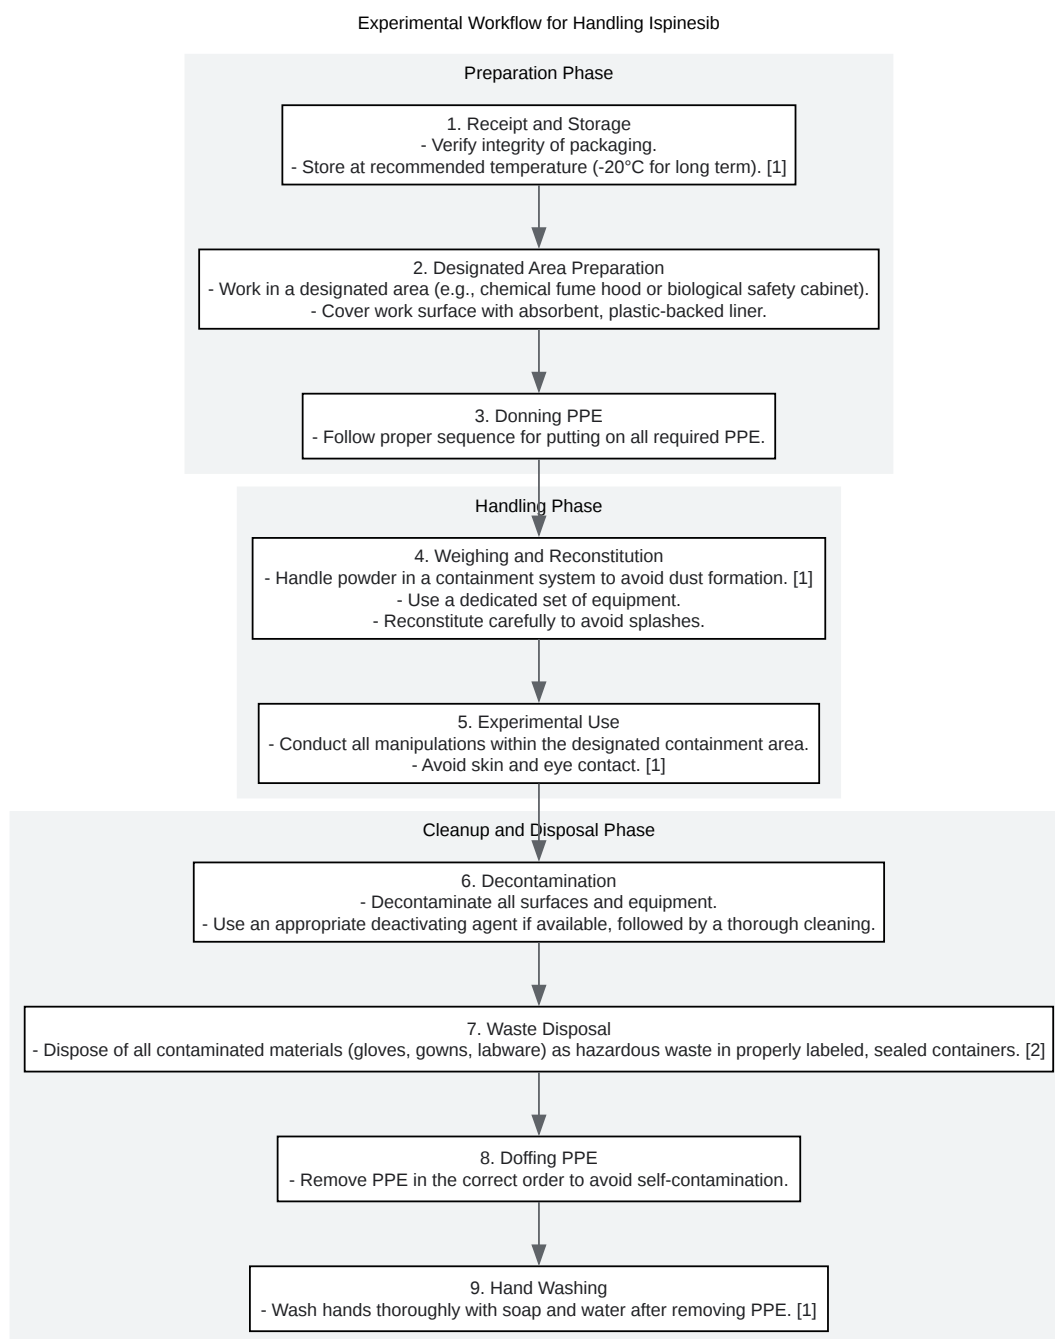 Experimental Workflow for Handling Ispinesib
Preparation Phase
1. Receipt and Storage
- Verify integrity of packaging.
- Store at recommended temperature (-20°C for long term). [1]
2. Designated Area Preparation
- Work in a designated area (e.g., chemical fume hood or biological safety cabinet).
- Cover work surface with absorbent, plastic-backed liner.
3. Donning PPE
- Follow proper sequence for putting on all required PPE.
Handling Phase
4. Weighing and Reconstitution
- Handle powder in a containment system to avoid dust formation. [1]
- Use a dedicated set of equipment.
- Reconstitute carefully to avoid splashes.
5. Experimental Use
- Conduct all manipulations within the designated containment area.
- Avoid skin and eye contact. [1]
Cleanup and Disposal Phase
6. Decontamination
- Decontaminate all surfaces and equipment.
- Use an appropriate deactivating agent if available, followed by a thorough cleaning.
7. Waste Disposal
- Dispose of all contaminated materials (gloves, gowns, labware) as hazardous waste in properly labeled, sealed containers. [2]
8. Doffing PPE
- Remove PPE in the correct order to avoid self-contamination.
9. Hand Washing
- Wash hands thoroughly with soap and water after removing PPE. [1]